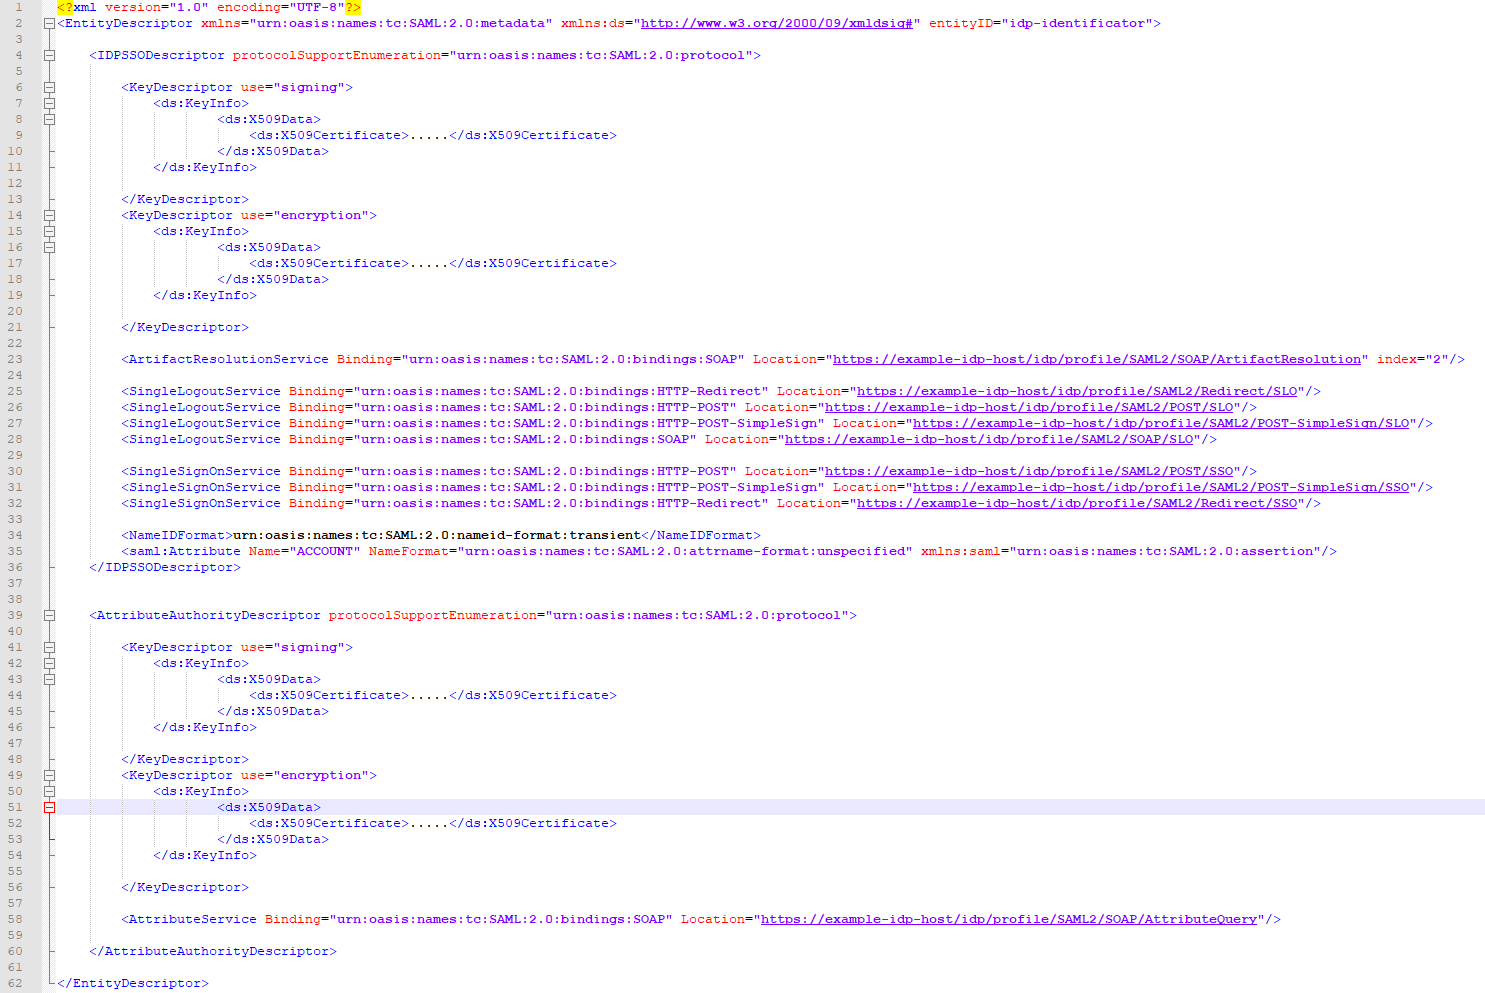 1 <?xml version="1.0" encoding="UTF-8"?>
2 <EntityDescriptor xmlns="urn:oasis:names:tc:SAML:2.0:metadata" xmlns:ds="http://www.w3.org/2000/09/xmldsig#" entityID="idp-identificator">
3
4 <IDPSSODescriptor protocolSupportEnumeration="urn:oasis:names:tc:SAML:2.0:protocol">
5
6 <KeyDescriptor use="signing">
7 <ds:KeyInfo>
8 <ds:X509Data>
9 <ds:X509Certificate>.....</ds:X509Certificate>
10 </ds:X509Data>
11 </ds:KeyInfo>
12
13 </KeyDescriptor>
14 <KeyDescriptor use="encryption">
15 <ds:KeyInfo>
16 <ds:X509Data>
17 <ds:X509Certificate>.....</ds:X509Certificate>
18 </ds:X509Data>
19 </ds:KeyInfo>
20
21 </KeyDescriptor>
22
23 <ArtifactResolutionService Binding="urn:oasis:names:tc:SAML:2.0:bindings:SOAP" Location="https://example-idp-host/idp/profile/SAML2/SOAP/ArtifactResolution" index="2"/>
24
25 <SingleLogoutService Binding="urn:oasis:names:tc:SAML:2.0:bindings:HTTP-Redirect" Location="https://example-idp-host/idp/profile/SAML2/Redirect/SLO"/>
26 <SingleLogoutService Binding="urn:oasis:names:tc:SAML:2.0:bindings:HTTP-POST" Location="https://example-idp-host/idp/profile/SAML2/POST/SLO"/>
27 <SingleLogoutService Binding="urn:oasis:names:tc:SAML:2.0:bindings:HTTP-POST-SimpleSign" Location="https://example-idp-host/idp/profile/SAML2/POST-SimpleSign/SLO"/>
28 <SingleLogoutService Binding="urn:oasis:names:tc:SAML:2.0:bindings:SOAP" Location="https://example-idp-host/idp/profile/SAML2/SOAP/SLO"/>
29
30 <SingleSignOnService Binding="urn:oasis:names:tc:SAML:2.0:bindings:HTTP-POST" Location="https://example-idp-host/idp/profile/SAML2/POST/SSO"/>
31 <SingleSignOnService Binding="urn:oasis:names:tc:SAML:2.0:bindings:HTTP-POST-SimpleSign" Location="https://example-idp-host/idp/profile/SAML2/POST-SimpleSign/SSO"/>
32 <SingleSignOnService Binding="urn:oasis:names:tc:SAML:2.0:bindings:HTTP-Redirect" Location="https://example-idp-host/idp/profile/SAML2/Redirect/SSO"/>
33
34 <NameIDFormat>urn:oasis:names:tc:SAML:2.0:nameid-format:transient</NameIDFormat>
35 <saml:Attribute Name="ACCOUNT" NameFormat="urn:oasis:names:tc:SAML:2.0:attrname-format:unspecified" xmlns:saml="urn:oasis:names:tc:SAML:2.0:assertion"/>
36 </IDPSSODescriptor>
37
38
39 <AttributeAuthorityDescriptor protocolSupportEnumeration="urn:oasis:names:tc:SAML:2.0:protocol">
40
41 <KeyDescriptor use="signing">
42 <ds:KeyInfo>
43 <ds:X509Data>
44 <ds:X509Certificate>.....</ds:X509Certificate>
45 </ds:X509Data>
46 </ds:KeyInfo>
47
48 </KeyDescriptor>
49 <KeyDescriptor use="encryption">
50 <ds:KeyInfo>
51 <ds:X509Data>
52 <ds:X509Certificate>.....</ds:X509Certificate>
53 </ds:X509Data>
54 </ds:KeyInfo>
55
56 </KeyDescriptor>
57
58 <AttributeService Binding="urn:oasis:names:tc:SAML:2.0:bindings:SOAP" Location="https://example-idp-host/idp/profile/SAML2/SOAP/AttributeQuery"/>
59
60 </AttributeAuthorityDescriptor>
61
62 </EntityDescriptor>